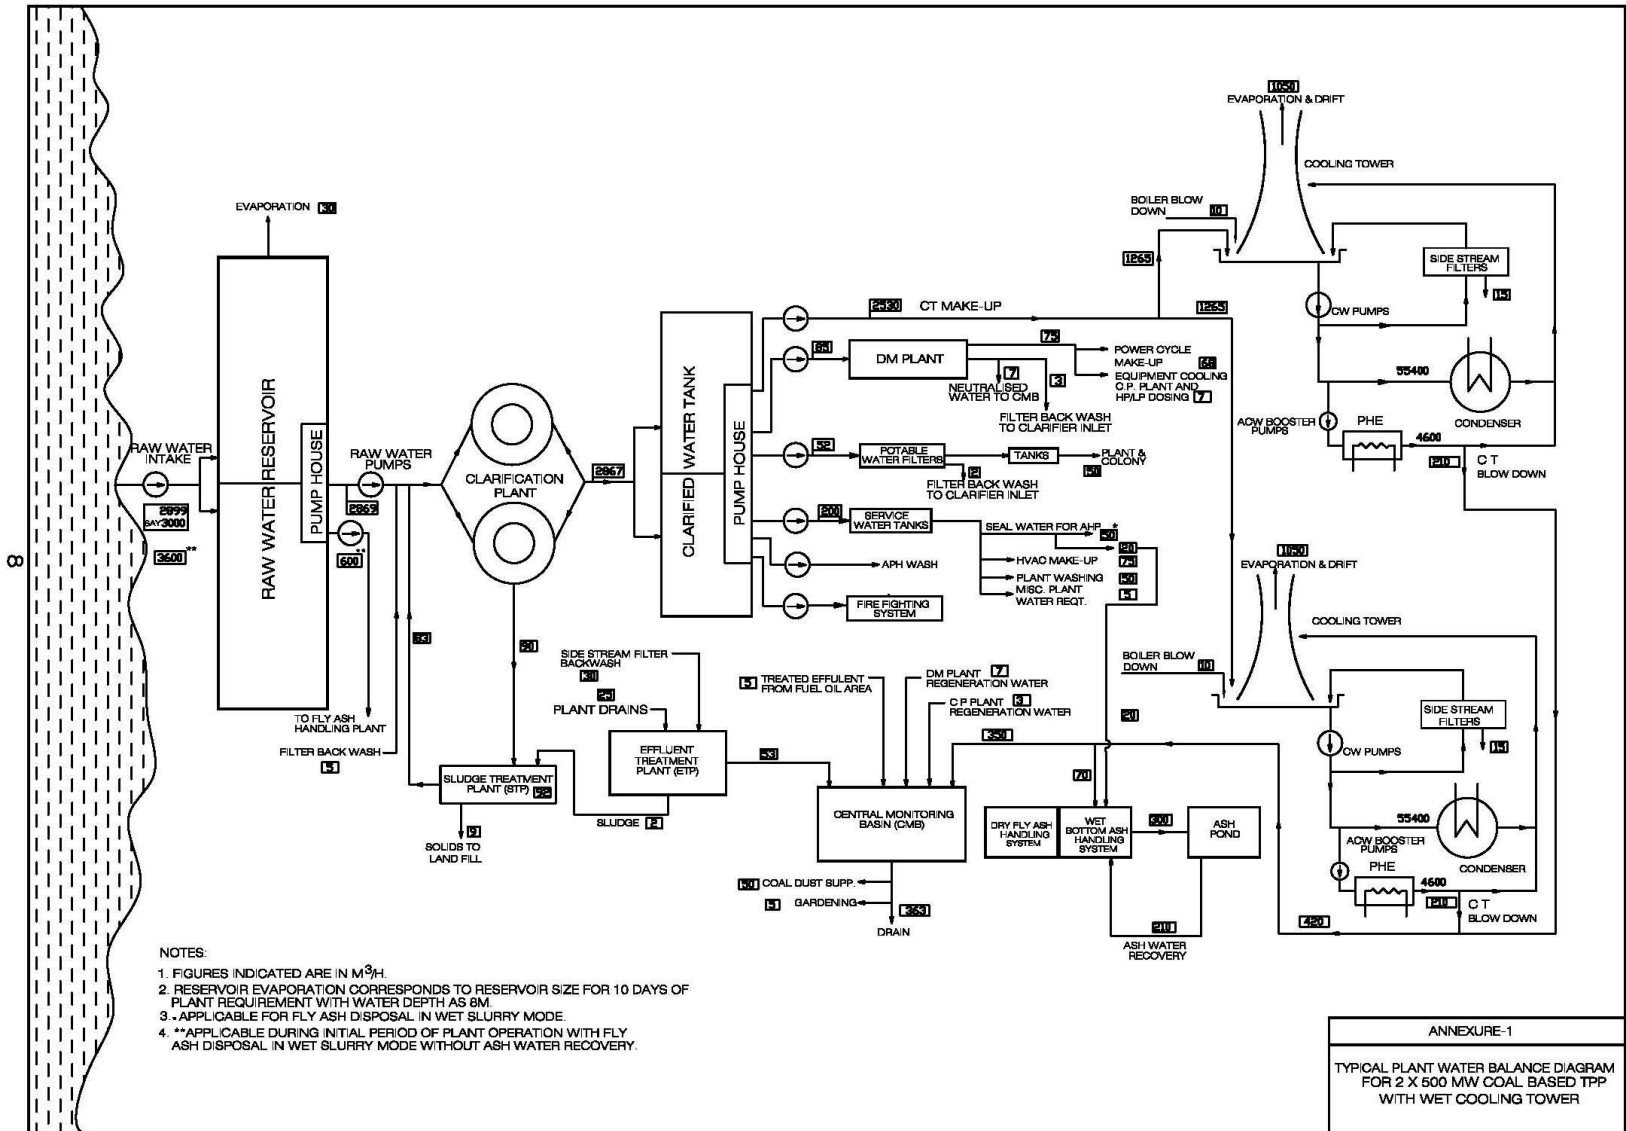 1050
EVAPORATION & DRIFT
COOLING TOWER
BOILER BLOW
DOWN
10
EVAPORATION 30
1265
SIDE STREAM
FILTERS
15
CW PUMPS
2530
CT MAKE-UP
1265
RAW WATER RESERVOIR
PUMP HOUSE
85
DM PLANT
75
POWER CYCLE
MAKE-UP 68
EQUIPMENT COOLING
C.P. PLANT AND
HP/LP DOSING 7
7
NEUTRALISED
WATER TO CMB
3
FILTER BACK WASH
TO CLARIFIER INLET
55400
CONDENSER
ACW BOOSTER
PUMPS
PHE
4600
210
C T
BLOW DOWN
RAW WATER
INTAKE
2899
SAY 3000
3600**
RAW WATER
PUMPS
2869
600**
CLARIFICATION
PLANT
2867
CLARIFIED WATER TANK
PUMP HOUSE
52
POTABLE
WATER FILTERS
TANKS
PLANT &
COLONY
50
2
FILTER BACK WASH
TO CLARIFIER INLET
200
SERVICE
WATER TANKS
SEAL WATER FOR AHP *
50
20
HVAC MAKE-UP 75
PLANT WASHING 50
MISC. PLANT 5
WATER REQT.
APH WASH
FIRE FIGHTING
SYSTEM
8
1050
EVAPORATION & DRIFT
COOLING TOWER
BOILER BLOW
DOWN
10
83
90
SIDE STREAM FILTER
BACKWASH
30
25
PLANT DRAINS
5 TREATED EFFULENT
FROM FUEL OIL AREA
DM PLANT 7
REGENERATION WATER
C P PLANT 3
REGENERATION WATER
20
SIDE STREAM
FILTERS
15
CW PUMPS
TO FLY ASH
HANDLING PLANT
FILTER BACK WASH
5
350
EFFLUENT
TREATMENT
PLANT (ETP)
53
70
SLUDGE TREATMENT
PLANT (STP) 92
SLUDGE 2
9
SOLIDS TO
LAND FILL
CENTRAL MONITORING
BASIN (CMB)
DRY FLY ASH
HANDLING
SYSTEM
WET
BOTTOM ASH
HANDLING
SYSTEM
300
ASH
POND
55400
CONDENSER
ACW BOOSTER
PUMPS
PHE
4600
210
C T
BLOW DOWN
50 COAL DUST SUPP.
5 GARDENING
363
DRAIN
210
ASH WATER
RECOVERY
420
NOTES:
1. FIGURES INDICATED ARE IN M3/H.
2. RESERVOIR EVAPORATION CORRESPONDS TO RESERVOIR SIZE FOR 10 DAYS OF
PLANT REQUIREMENT WITH WATER DEPTH AS 8M.
3. * APPLICABLE FOR FLY ASH DISPOSAL IN WET SLURRY MODE.
4. **APPLICABLE DURING INITIAL PERIOD OF PLANT OPERATION WITH FLY
ASH DISPOSAL IN WET SLURRY MODE WITHOUT ASH WATER RECOVERY.
ANNEXURE-1
TYPICAL PLANT WATER BALANCE DIAGRAM
FOR 2 X 500 MW COAL BASED TPP
WITH WET COOLING TOWER